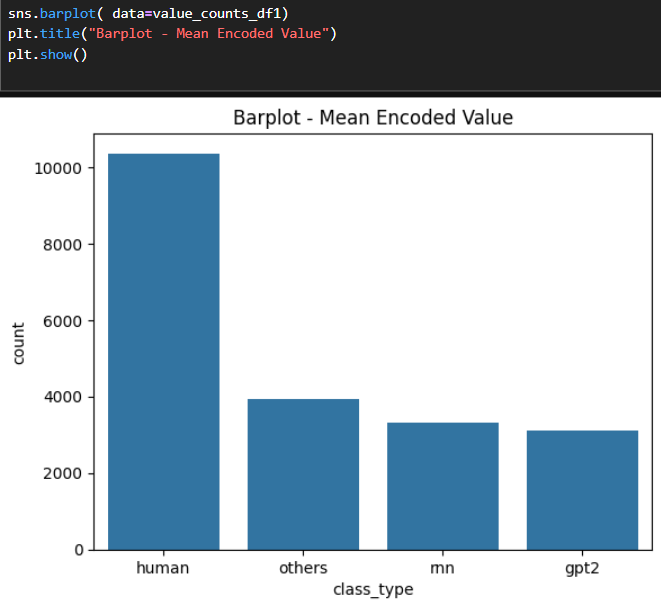 sns.barplot( data=value_counts_df1)
plt.title("Barplot - Mean Encoded Value")
plt.show()
Barplot - Mean Encoded Value
10000
8000
6000
4000
2000
0
count
human others rnn gpt2
class_type